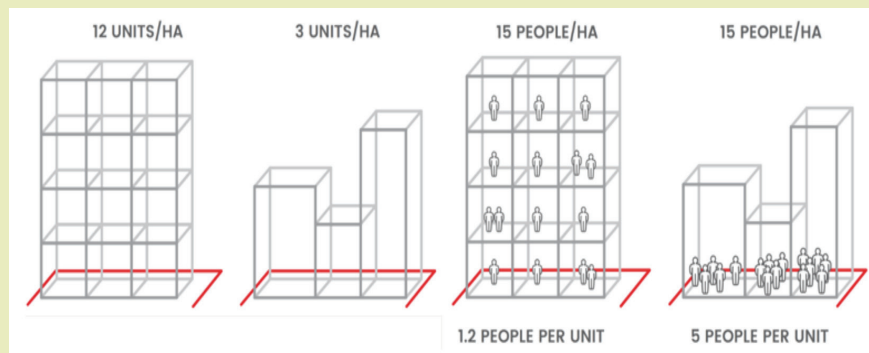 12 UNITS/HA
3 UNITS/HA
15 PEOPLE/HA
15 PEOPLE/HA
1.2 PEOPLE PER UNIT
5 PEOPLE PER UNIT